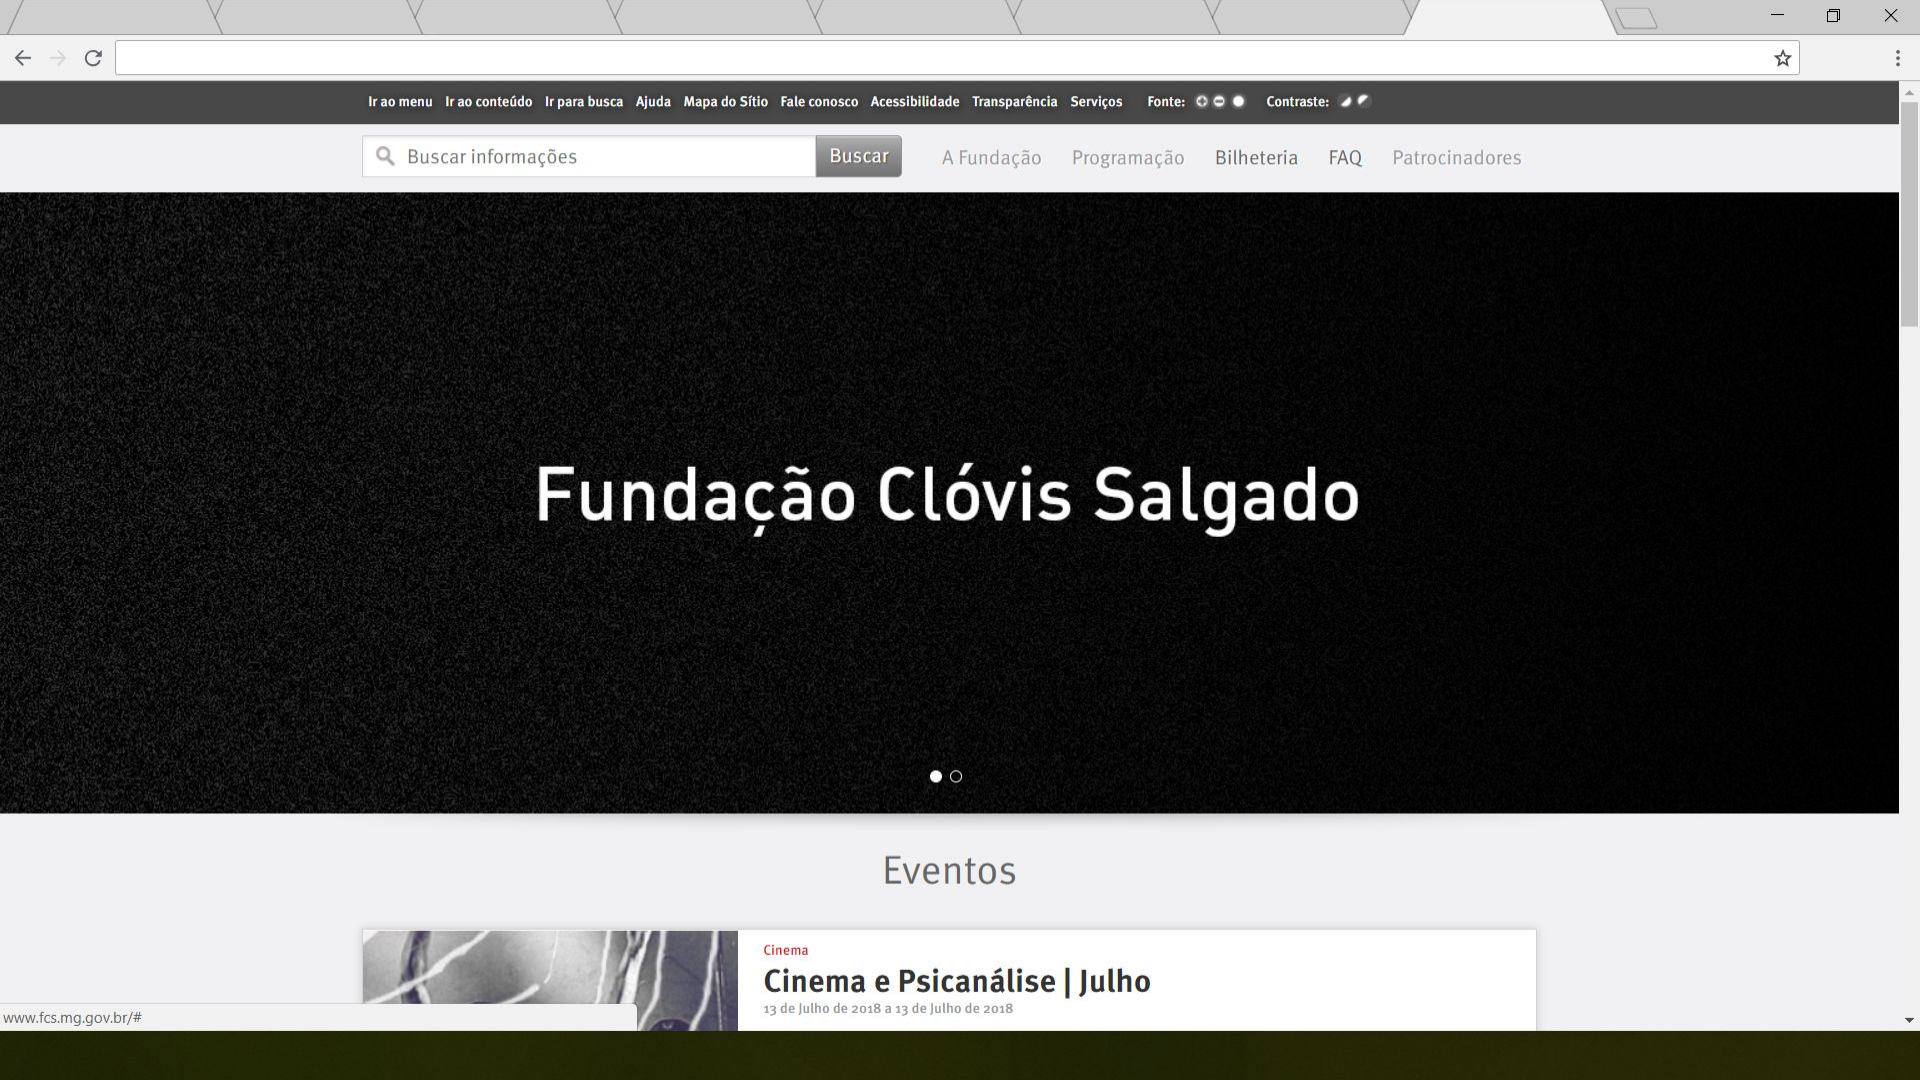 Ir ao menu Ir ao conteúdo Ir para busca Ajuda Mapa do Sítio Fale conosco Acessibilidade Transparência Serviços Fonte: Contraste:
Buscar informações Buscar A Fundação Programação Bilheteria FAQ Patrocinadores
Fundação Clóvis Salgado
Eventos
Cinema
Cinema e Psicanálise | Julho
13 de Julho de 2018 a 13 de Julho de 2018
www.fcs.mg.gov.br/#